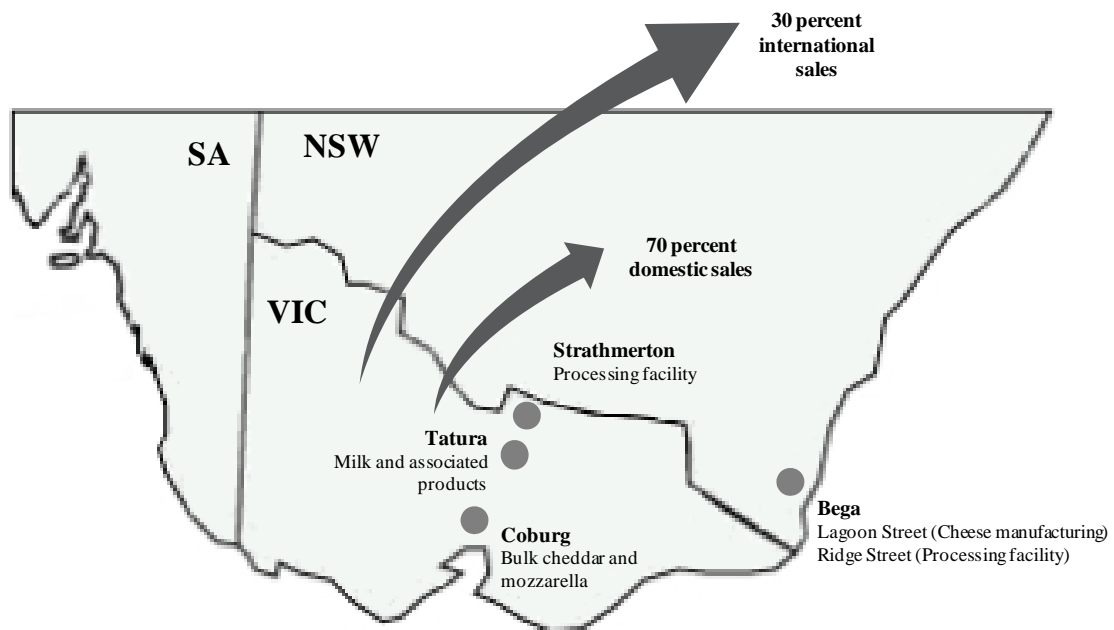 30 percent
international
sales
SA
NSW
70 percent
domestic sales
VIC
Strathmerton
Processing facility
Tatura
Milk and associated
products
Bega
Lagoon Street (Cheese manufacturing)
Ridge Street (Processing facility)
Coburg
Bulk cheddar and
mozzarella